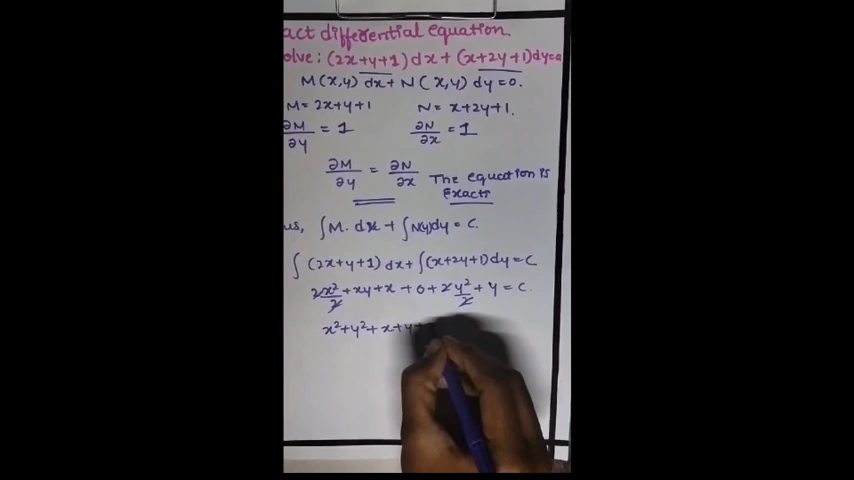 act differential equation.
olve: (2x+y+1) dx + (x+2y+1)dy=0
M(x,y) dx + N(x,y) dy = 0.
M = 2x+y+1 N = x+2y+1.
∂M/∂y = 1 ∂N/∂x = 1
∂M/∂y = ∂N/∂x The equation is
Exact
us, ∫M. dx + ∫N(y)dy = C.
∫(2x+y+1) dx + ∫(x+2y+1)dy = C
2x²/2 + xy + x + 0 + 2y²/2 + y = C.
x² + y² + x + y +